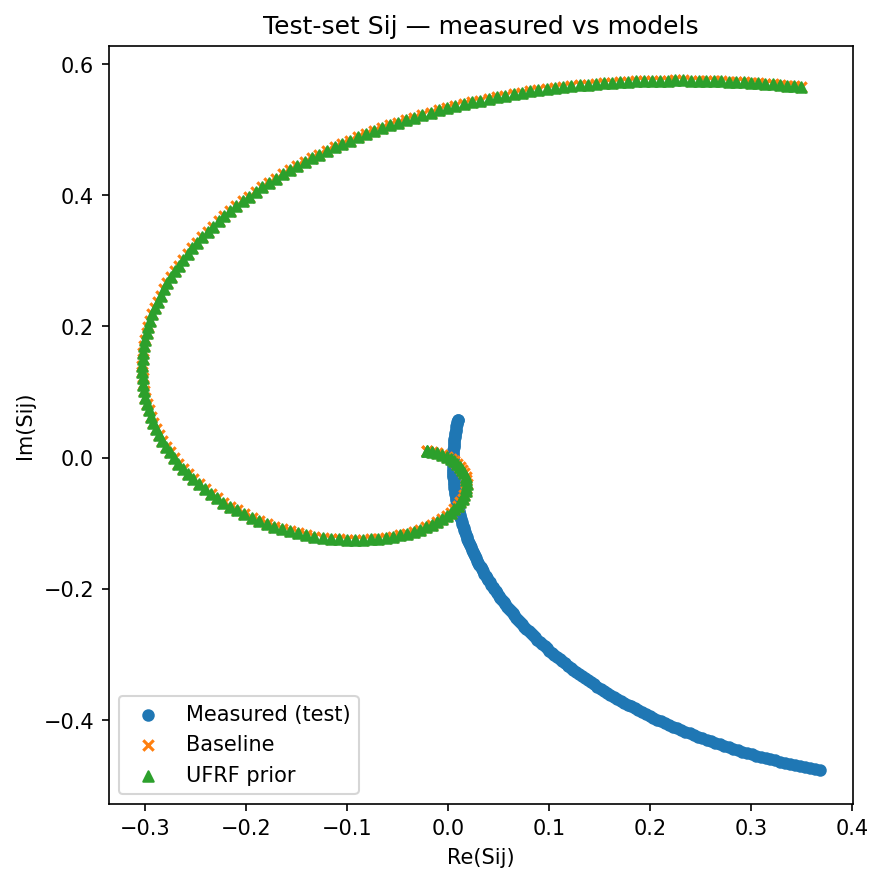 Test-set Sij — measured vs models
0.6
0.4
0.2
0.0
−0.2
−0.4
Im(Sij)
Measured (test)
Baseline
UFRF prior
−0.3
−0.2
−0.1
0.0
0.1
0.2
0.3
0.4
Re(Sij)